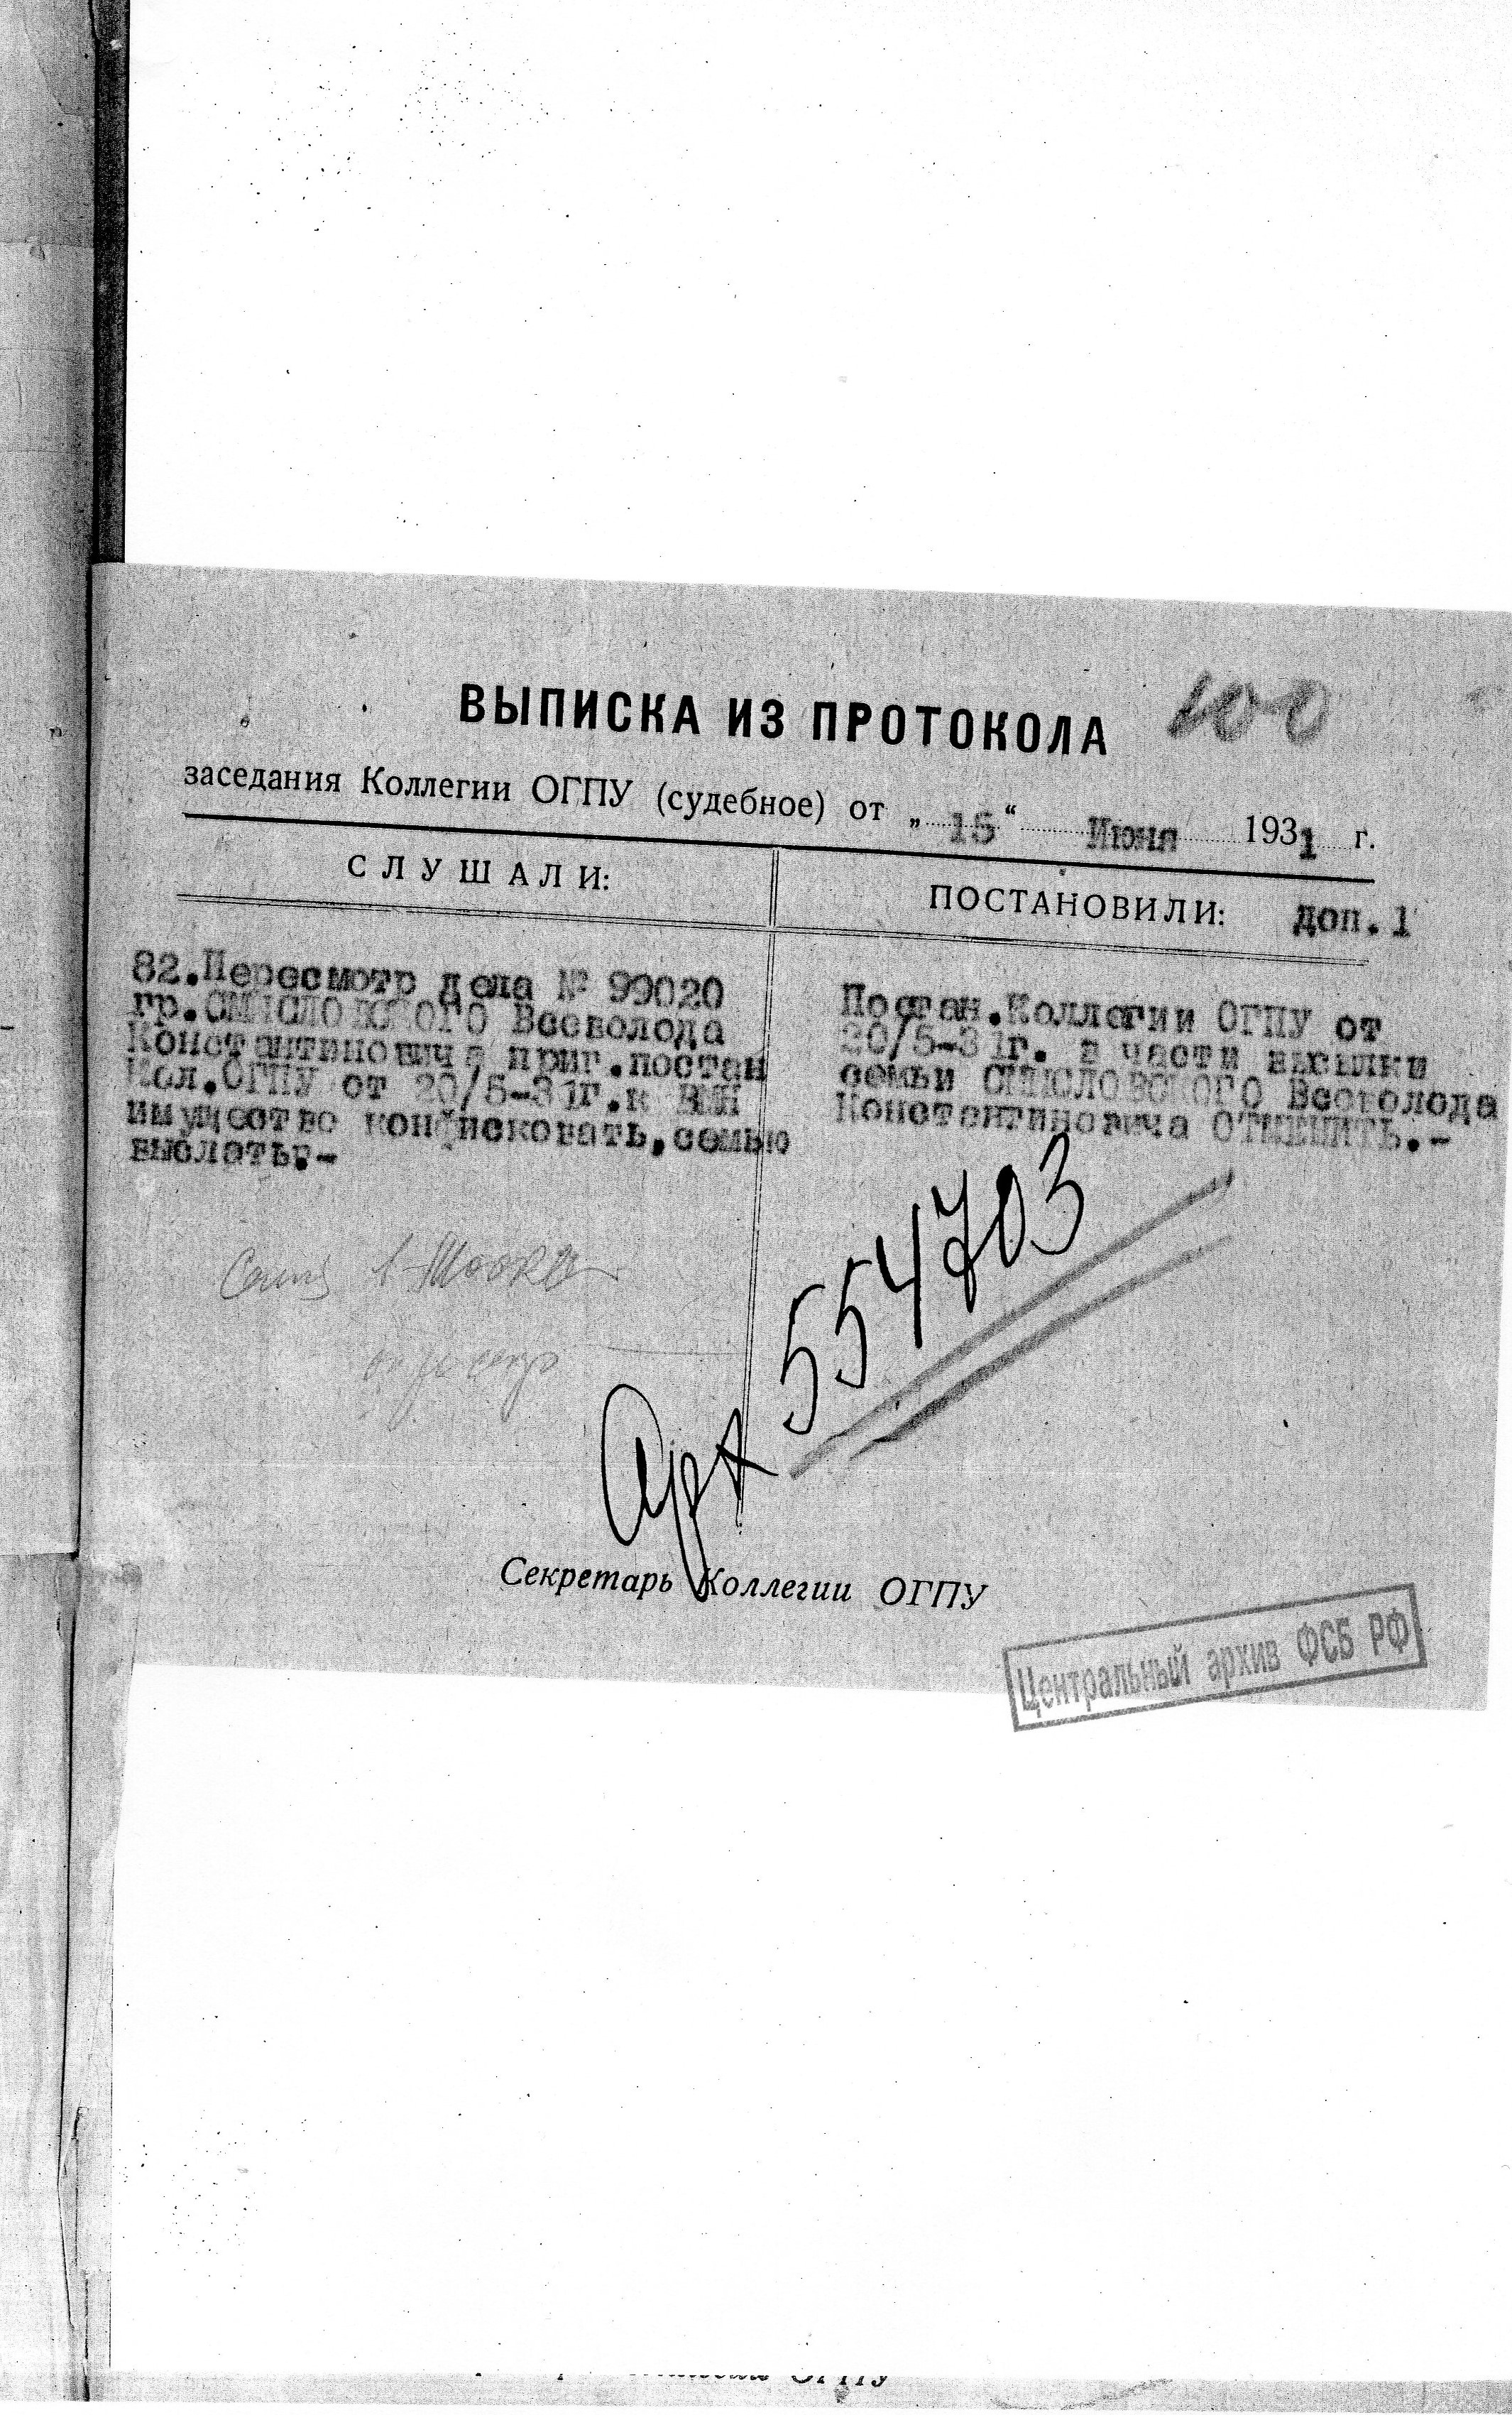 100
ВЫПИСКА ИЗ ПРОТОКОЛА
заседания Коллегии ОГПУ (судебное) от „15“ Июня 1931 г.
СЛУШАЛИ:
82.Пересмотр дела № 99020
гр.СМЫСЛОВСКОГО Всеволода
Константиновича приг.постан
Кол.ОГПУ от 20/5-31г.к ВМН
имущество конфисковать,семью
выслать.-
ПОСТАНОВИЛИ: доп.1
Постан.Коллегии ОГПУ от
20/5-31г. в части высылки
семьи СМЫСЛОВСКОГО Всеволода
Константиновича ОТМЕНИТЬ.-
Арх 554703
Секретарь Коллегии ОГПУ
Центральный архив ФСБ РФ
ОГПУ